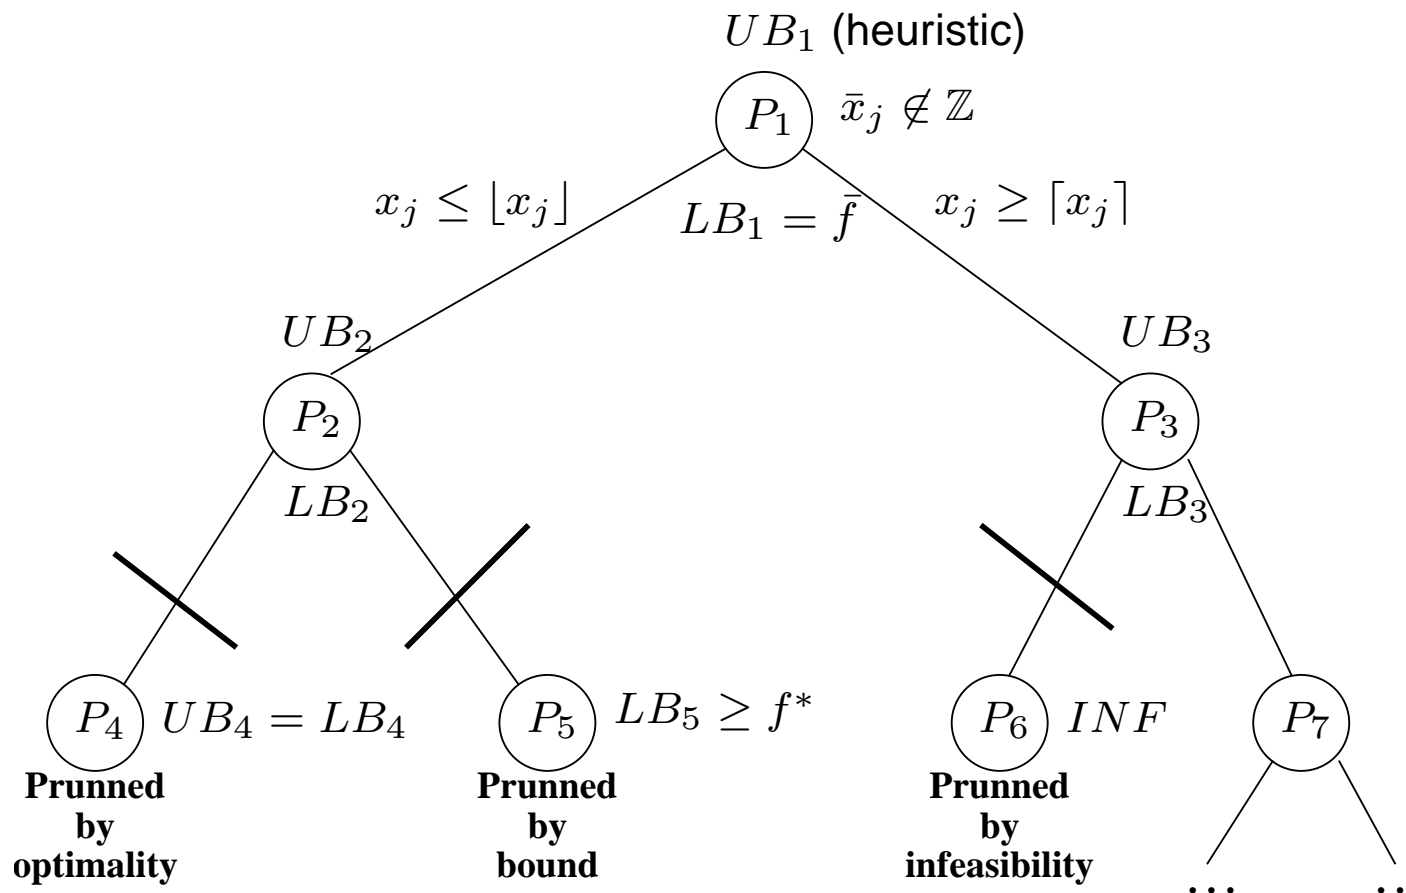 UB₁ (heuristic)
P₁ x̄ⱼ ∉ ℤ
xⱼ ≤ ⌊xⱼ⌋ LB₁ = f̄ xⱼ ≥ ⌈xⱼ⌉
UB₂ UB₃
P₂ P₃
LB₂ LB₃
P₄ UB₄ = LB₄ P₅ LB₅ ≥ f* P₆ INF P₇
Prunned
by
optimality
Prunned
by
bound
Prunned
by
infeasibility
... ..